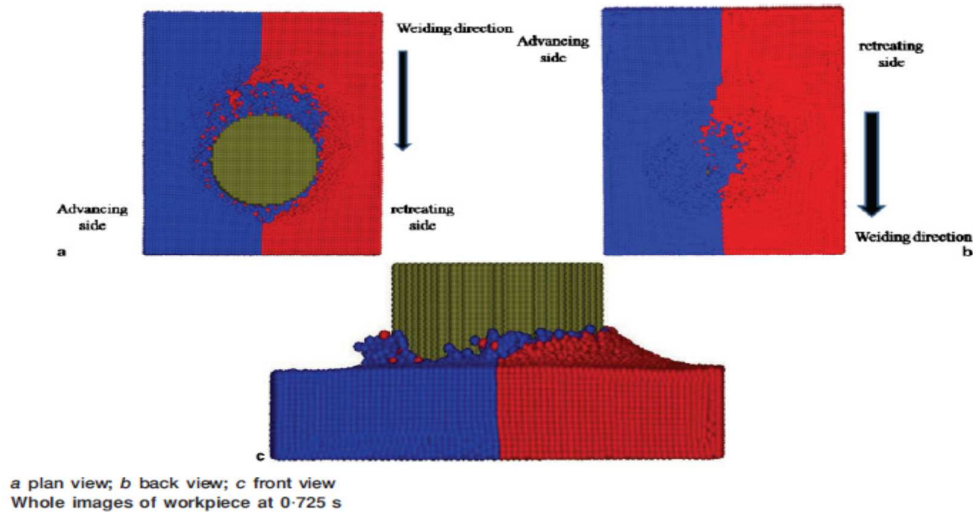 Weiding direction
Advancing
side
retreating
side
a
Advancing
side
retreating
side
Weiding direction
b
c
a plan view; b back view; c front view
Whole images of workpiece at 0·725 s